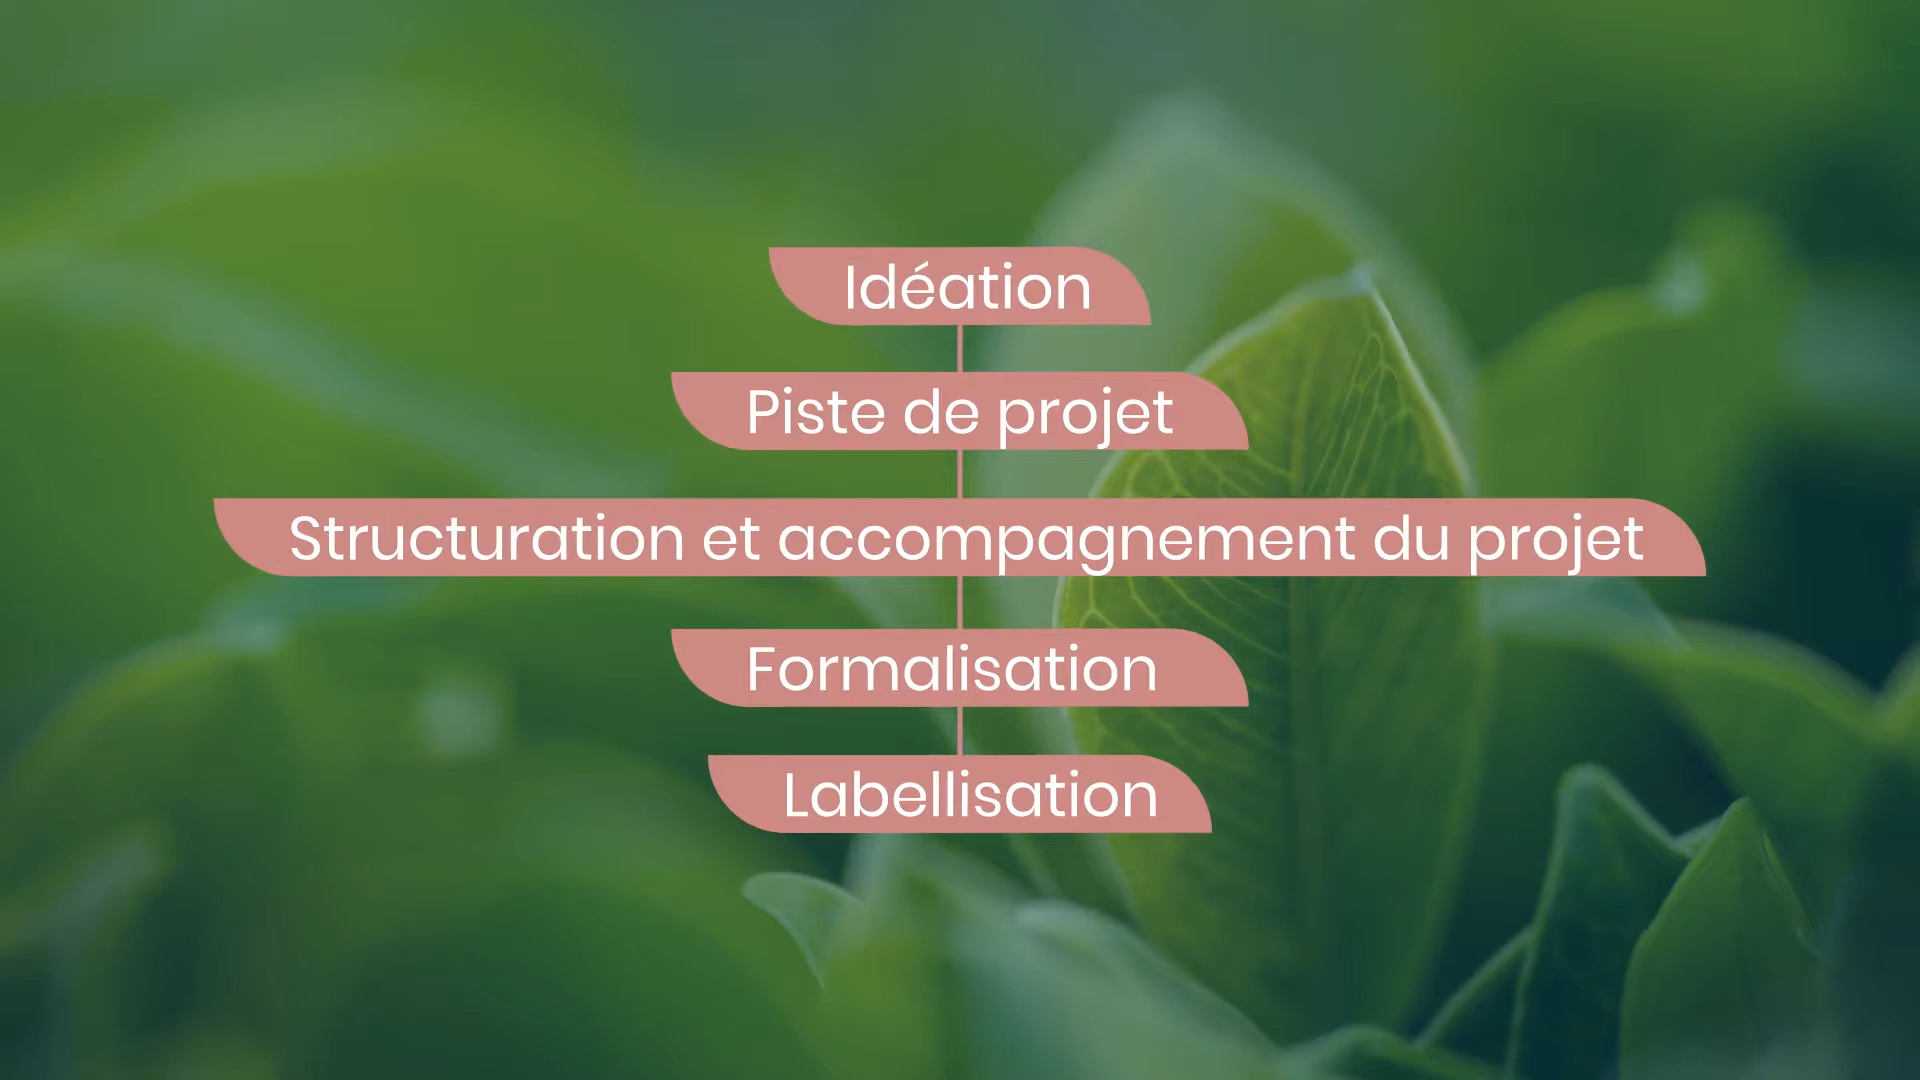 Idéation
Piste de projet
Structuration et accompagnement du projet
Formalisation
Labellisation